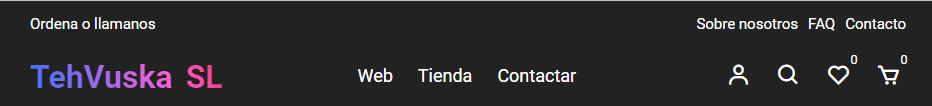 Ordena o llamanos
Sobre nosotros FAQ Contacto
TehVuska SL
Web Tienda Contactar
0 0